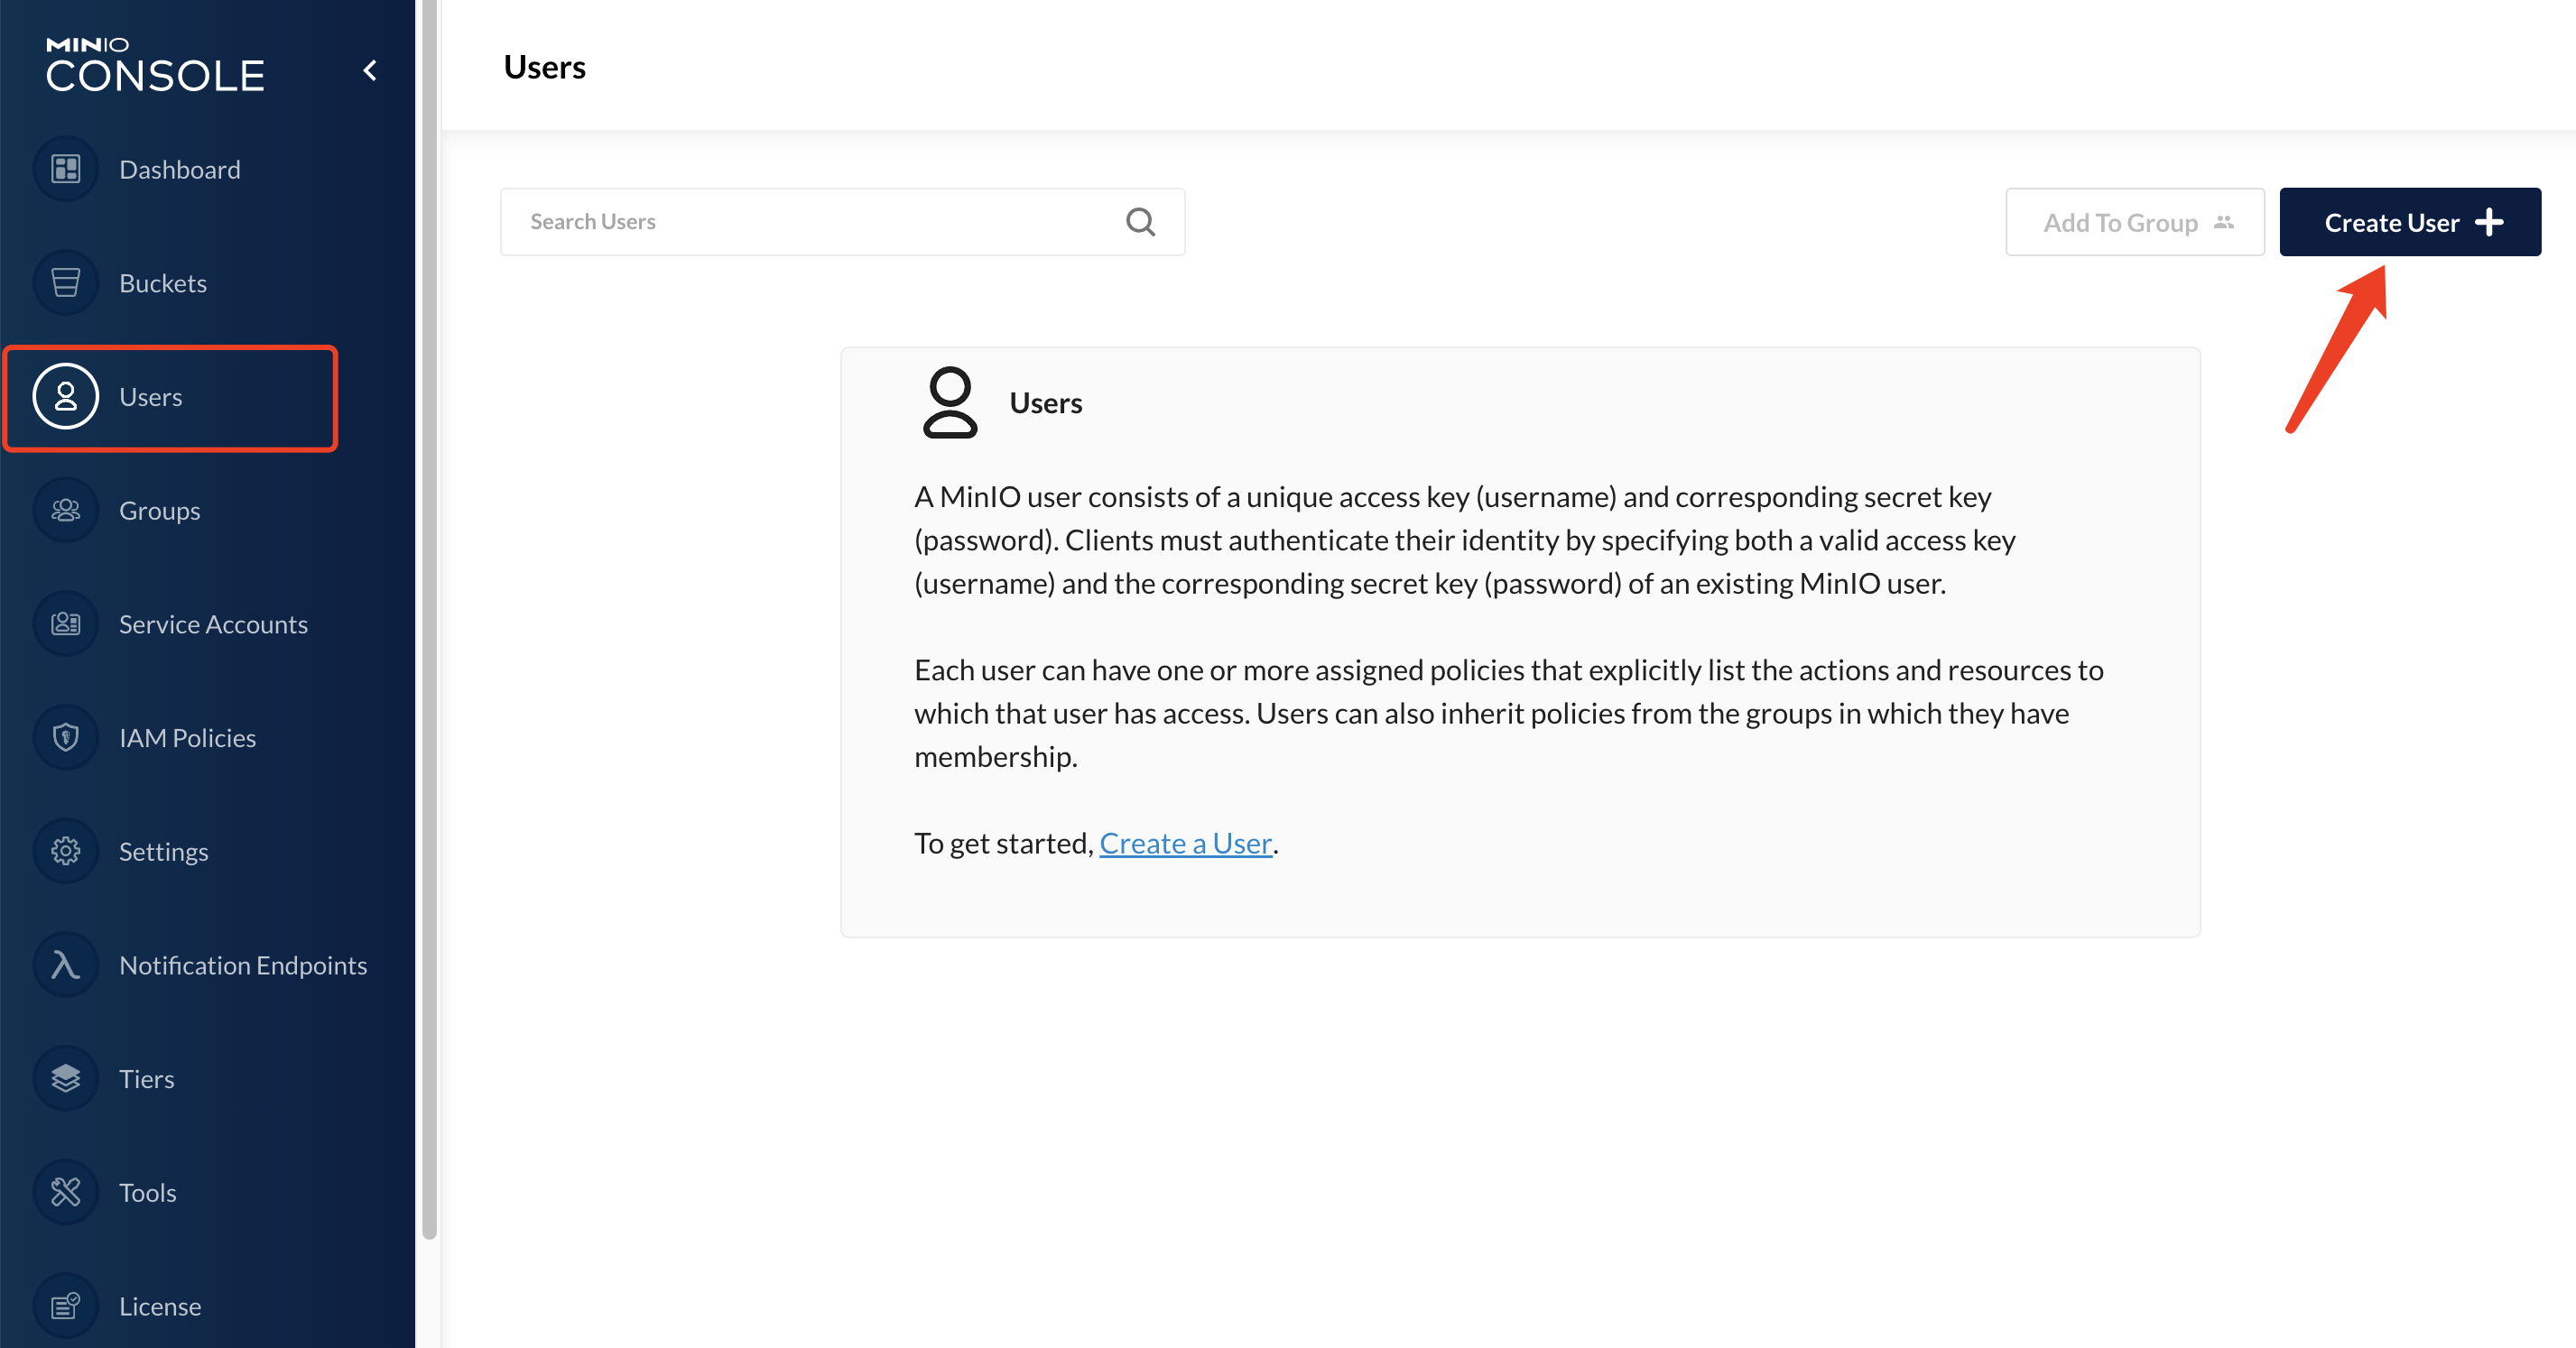 MINIO
CONSOLE
Dashboard
Buckets
Users
Groups
Service Accounts
IAM Policies
Settings
Notification Endpoints
Tiers
Tools
License
Users
Search Users
Add To Group
Create User
Users
A MinIO user consists of a unique access key (username) and corresponding secret key
(password). Clients must authenticate their identity by specifying both a valid access key
(username) and the corresponding secret key (password) of an existing MinIO user.
Each user can have one or more assigned policies that explicitly list the actions and resources to
which that user has access. Users can also inherit policies from the groups in which they have
membership.
To get started, Create a User.